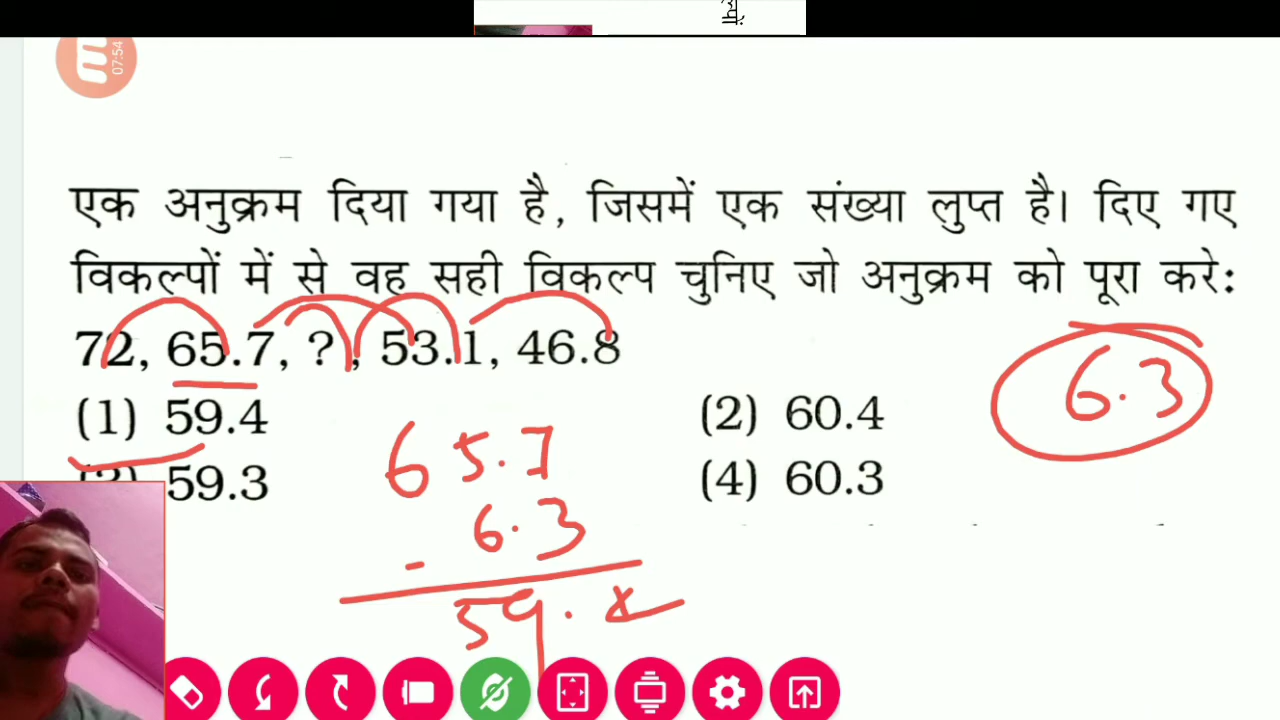 07:54
एक अनुक्रम दिया गया है, जिसमें एक संख्या लुप्त है। दिए गए
विकल्पों में से वह सही विकल्प चुनिए जो अनुक्रम को पूरा करे:
72, 65.7, ?, 53.1, 46.8
6.3
(1) 59.4 (2) 60.4
59.3 (4) 60.3
65.7
- 6.3
59.